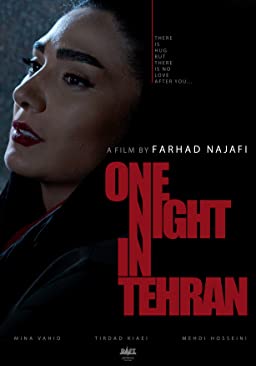 THERE
IS
HUG
BUT
THERE
IS NO
LOVE
AFTER YOU...
A FILM BY FARHAD NAJAFI
ONE
NIGHT
IN
TEHRAN
MINA VAHID TIRDAD KIAEI MEHDI HOSSEINI